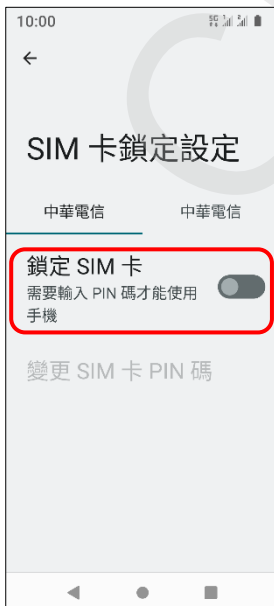 10:00
SIM 卡鎖定設定
中華電信 中華電信
鎖定 SIM 卡
需要輸入 PIN 碼才能使用
手機
變更 SIM 卡 PIN 碼